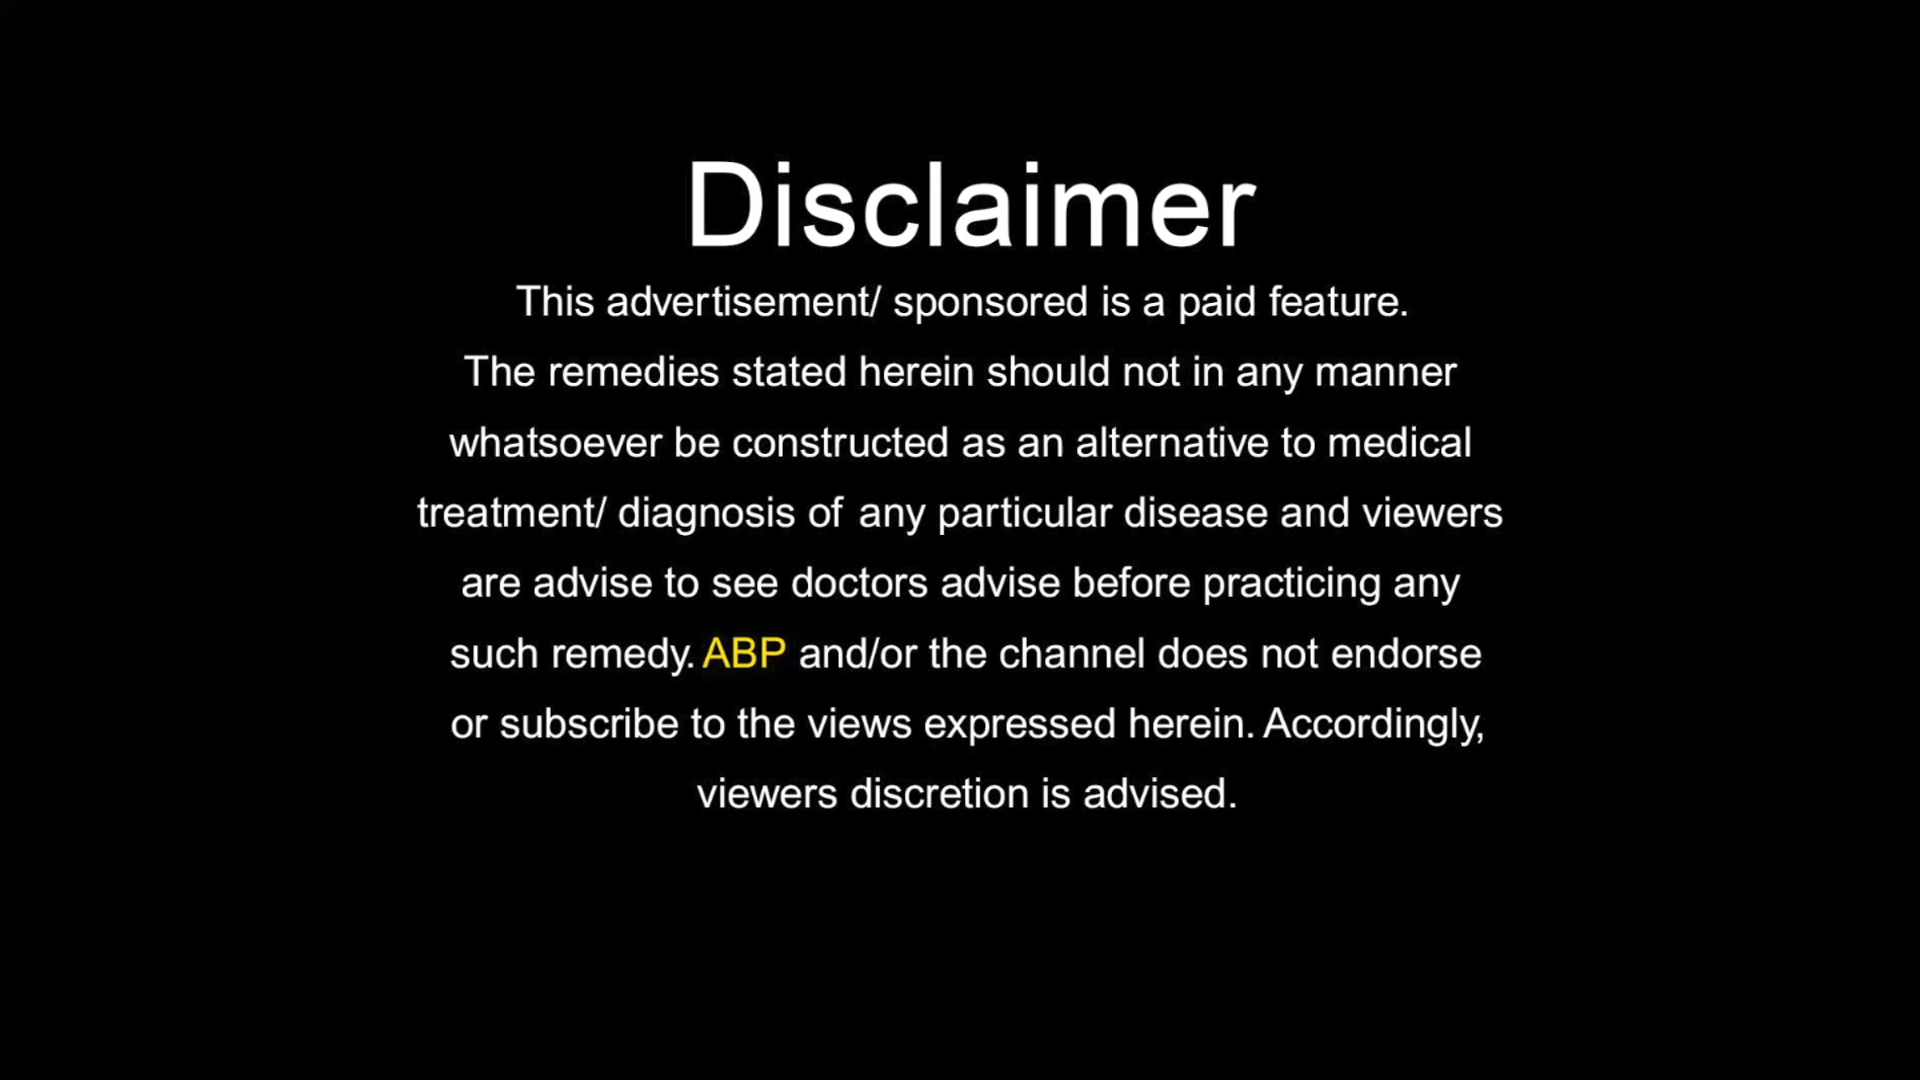 Disclaimer
This advertisement/ sponsored is a paid feature.
The remedies stated herein should not in any manner
whatsoever be constructed as an alternative to medical
treatment/ diagnosis of any particular disease and viewers
are advise to see doctors advise before practicing any
such remedy. ABP and/or the channel does not endorse
or subscribe to the views expressed herein. Accordingly,
viewers discretion is advised.